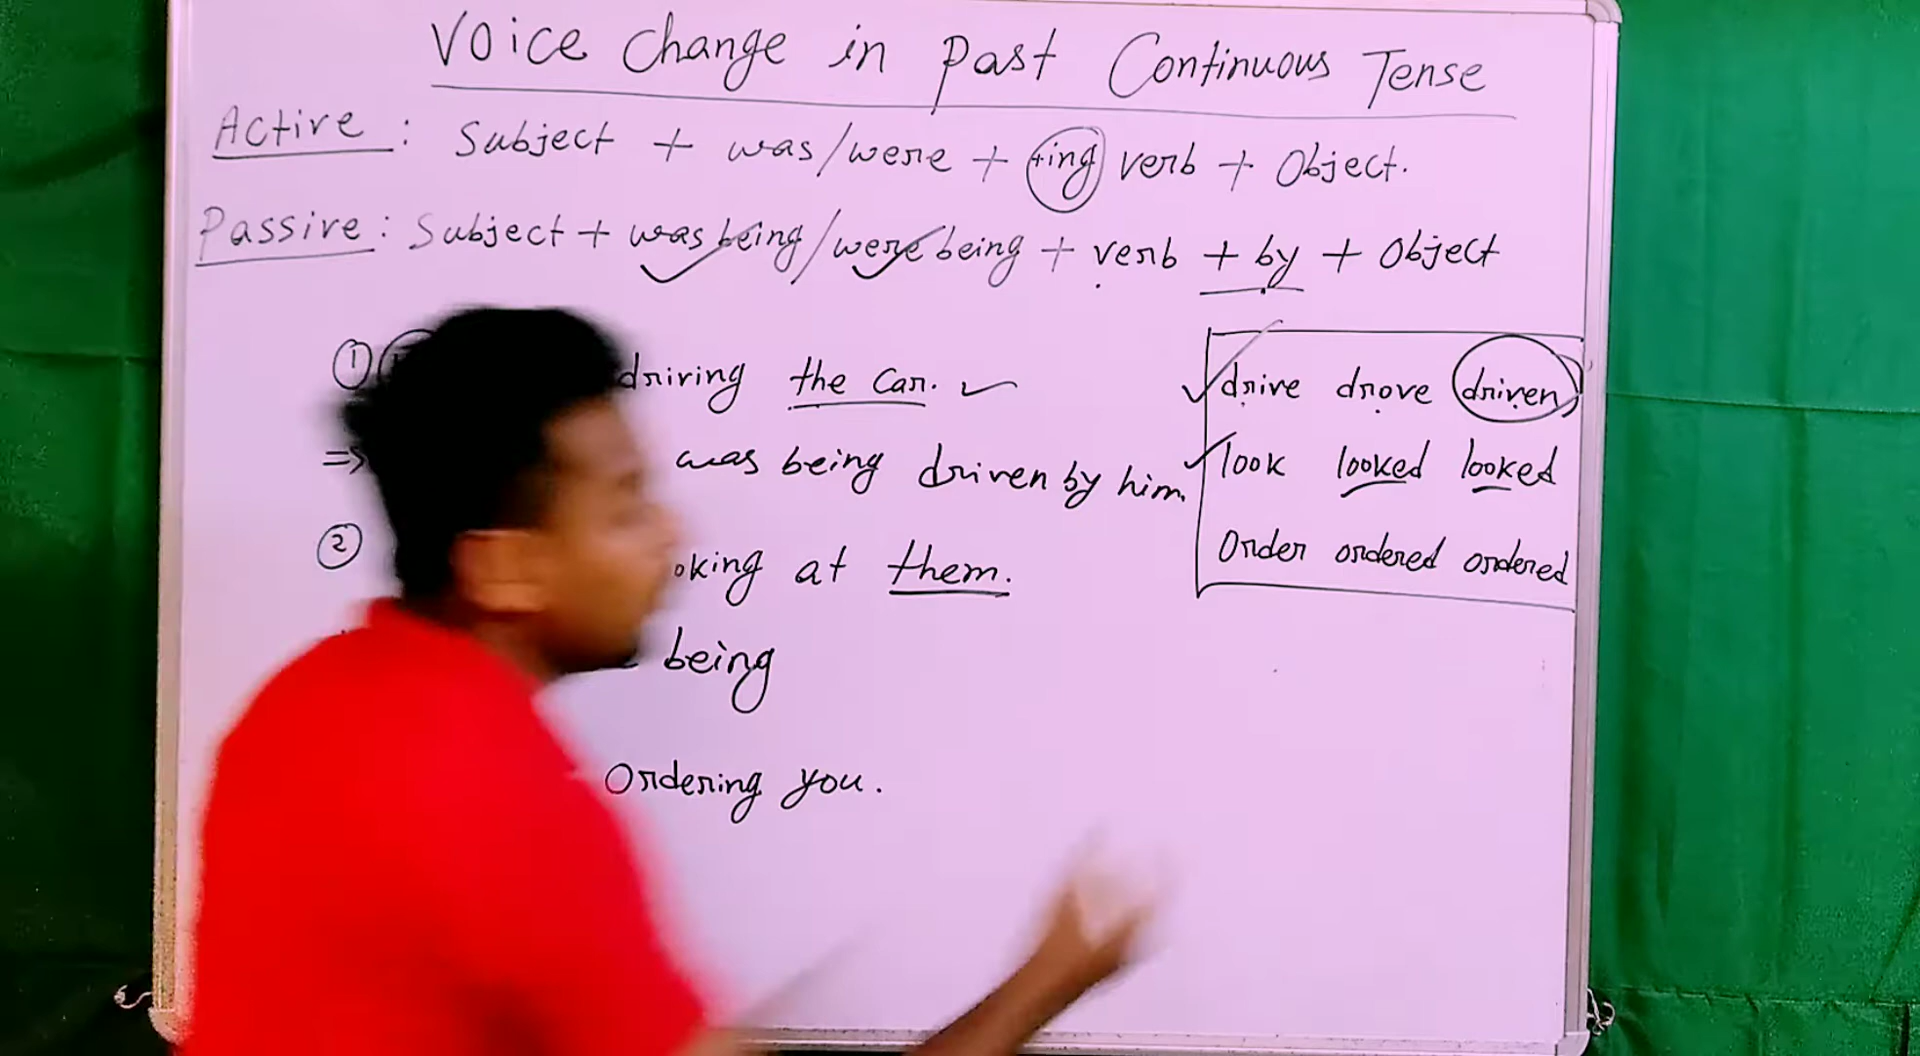 Voice Change in Past Continuous Tense
Active : Subject + was/were + +ing verb + Object.
Passive : Subject + was being/were being + verb + by + Object
① driving the Car.
=> was being driven by him.
② at them.
being
Ordering you.
drive drove driven
look looked looked
Order ordered ordered